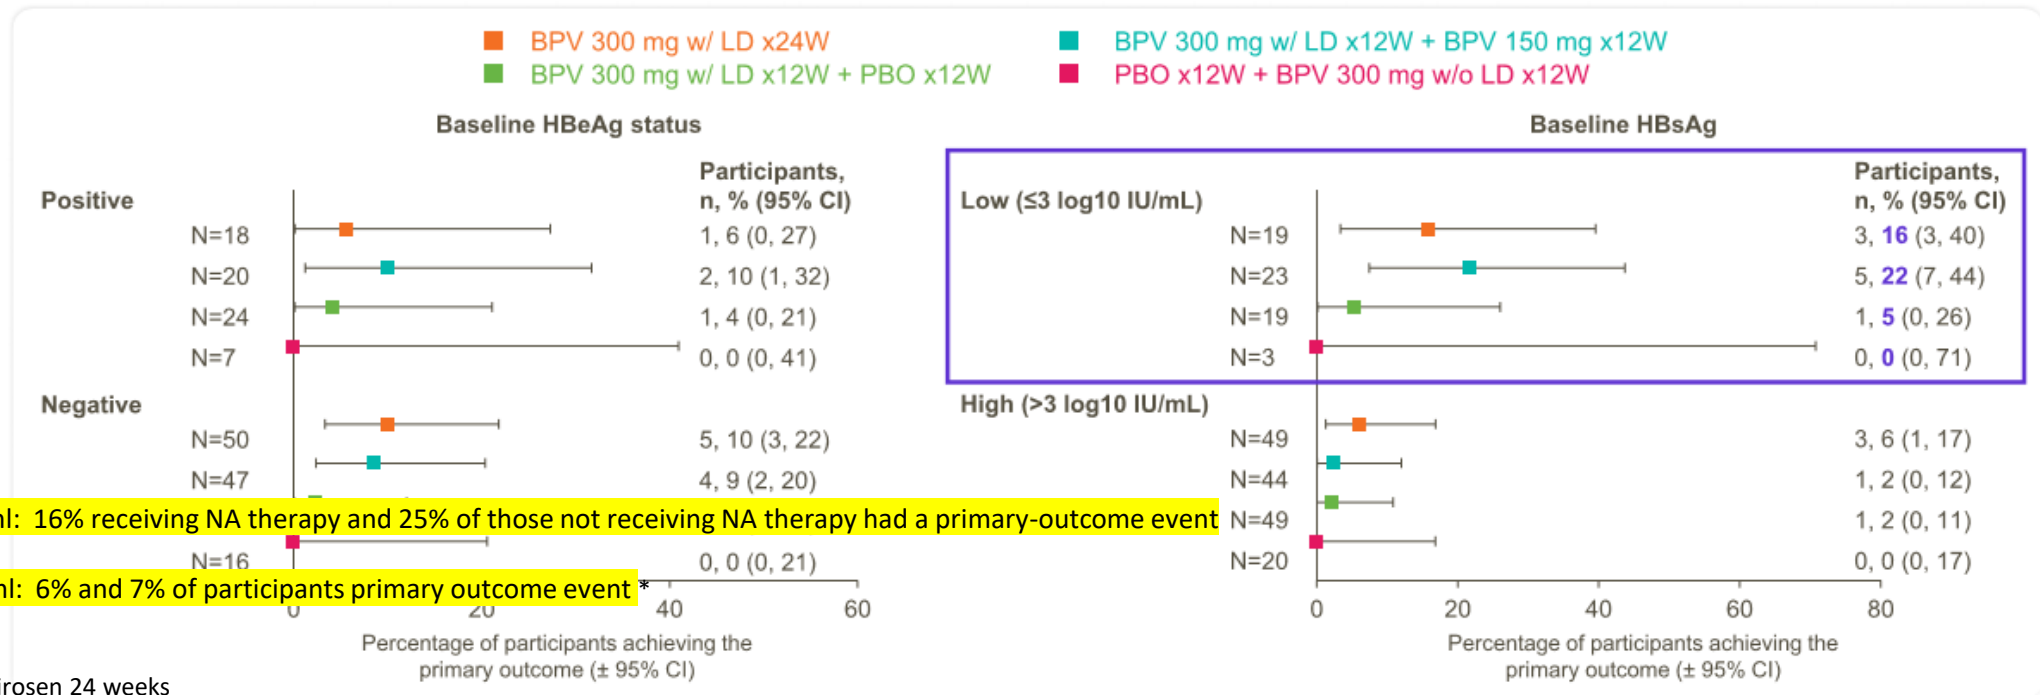 BPV 300 mg w/ LD x24W
BPV 300 mg w/ LD x12W + BPV 150 mg x12W
BPV 300 mg w/ LD x12W + PBO x12W
PBO x12W + BPV 300 mg w/o LD x12W
Baseline HBeAg status
Participants,
n, % (95% CI)
Positive
N=18 1, 6 (0, 27)
N=20 2, 10 (1, 32)
N=24 1, 4 (0, 21)
N=7 0, 0 (0, 41)
Negative
N=50 5, 10 (3, 22)
N=47 4, 9 (2, 20)
: 16% receiving NA therapy and 25% of those not receiving NA therapy had a primary-outcome event
N=16 0, 0 (0, 21)
: 6% and 7% of participants primary outcome event *
0 20 40 60
Percentage of participants achieving the
primary outcome (± 95% CI)
24 weeks
Baseline HBsAg
Participants,
n, % (95% CI)
Low (≤3 log10 IU/mL)
N=19 3, 16 (3, 40)
N=23 5, 22 (7, 44)
N=19 1, 5 (0, 26)
N=3 0, 0 (0, 71)
High (>3 log10 IU/mL)
N=49 3, 6 (1, 17)
N=44 1, 2 (0, 12)
N=49 1, 2 (0, 11)
N=20 0, 0 (0, 17)
0 20 40 60 80
Percentage of participants achieving the
primary outcome (± 95% CI)